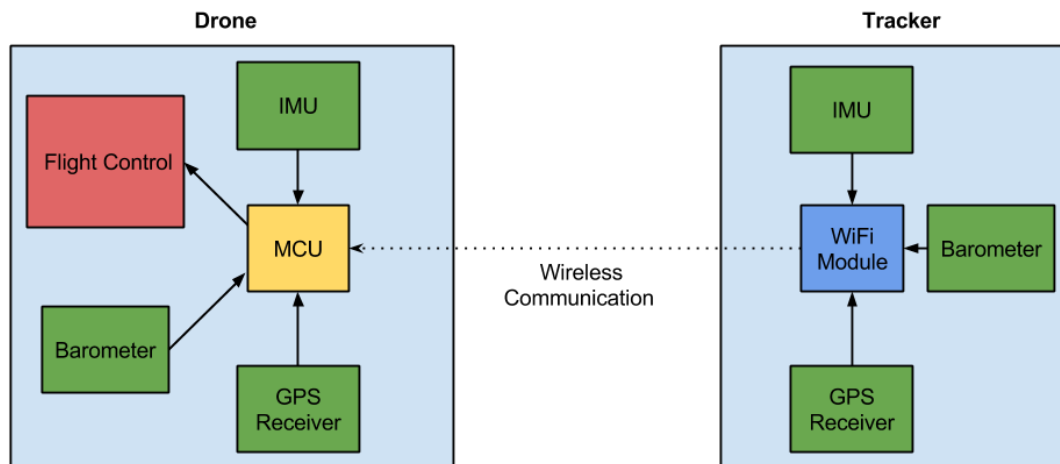 Drone
Tracker
IMU
Flight Control
MCU
Barometer
GPS
Receiver
Wireless
Communication
IMU
WiFi
Module
Barometer
GPS
Receiver